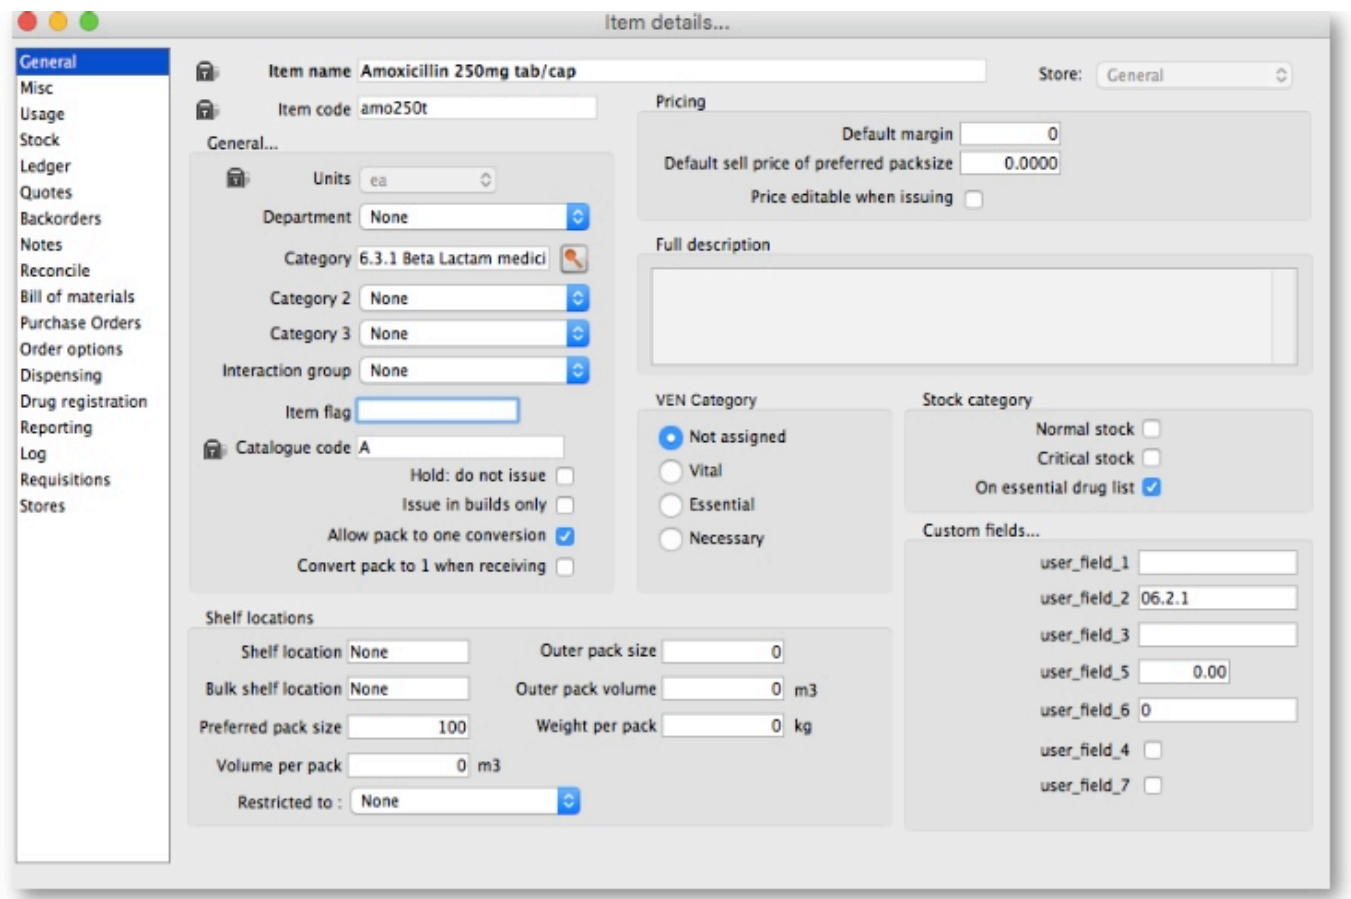 Item details...
General
Misc
Usage
Stock
Ledger
Quotes
Backorders
Notes
Reconcile
Bill of materials
Purchase Orders
Order options
Dispensing
Drug registration
Reporting
Log
Requisitions
Stores
Item name Amoxicillin 250mg tab/cap
Store: General
Item code amo250t
General...
Units ea
Department None
Category 6.3.1 Beta Lactam medici
Category 2 None
Category 3 None
Interaction group None
Item flag
Catalogue code A
Hold: do not issue
Issue in builds only
Allow pack to one conversion
Convert pack to 1 when receiving
Pricing
Default margin 0
Default sell price of preferred packsize 0.0000
Price editable when issuing
Full description
VEN Category
Not assigned
Vital
Essential
Necessary
Stock category
Normal stock
Critical stock
On essential drug list
Custom fields...
user_field_1
user_field_2 06.2.1
user_field_3
user_field_5 0.00
user_field_6 0
user_field_4
user_field_7
Shelf locations
Shelf location None
Bulk shelf location None
Preferred pack size 100
Volume per pack 0 m3
Restricted to : None
Outer pack size 0
Outer pack volume 0 m3
Weight per pack 0 kg